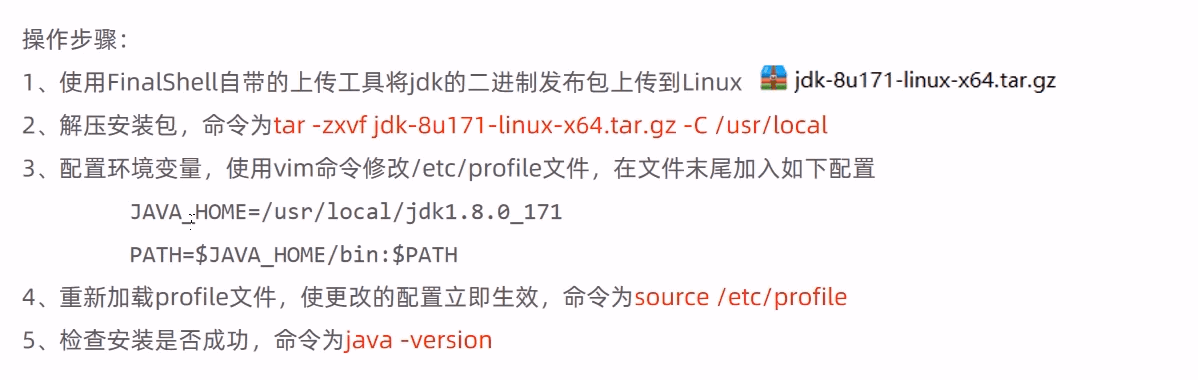 操作步骤：
1、使用FinalShell自带的上传工具将jdk的二进制发布包上传到Linux jdk-8u171-linux-x64.tar.gz
2、解压安装包，命令为tar -zxvf jdk-8u171-linux-x64.tar.gz -C /usr/local
3、配置环境变量，使用vim命令修改/etc/profile文件，在文件末尾加入如下配置
JAVA_HOME=/usr/local/jdk1.8.0_171
PATH=$JAVA_HOME/bin:$PATH
4、重新加载profile文件，使更改的配置立即生效，命令为source /etc/profile
5、检查安装是否成功，命令为java -version